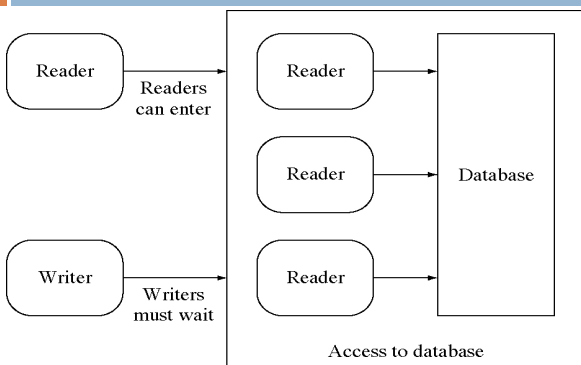 Reader
Readers
can enter
Reader
Reader
Database
Writer
Writers
must wait
Reader
Access to database